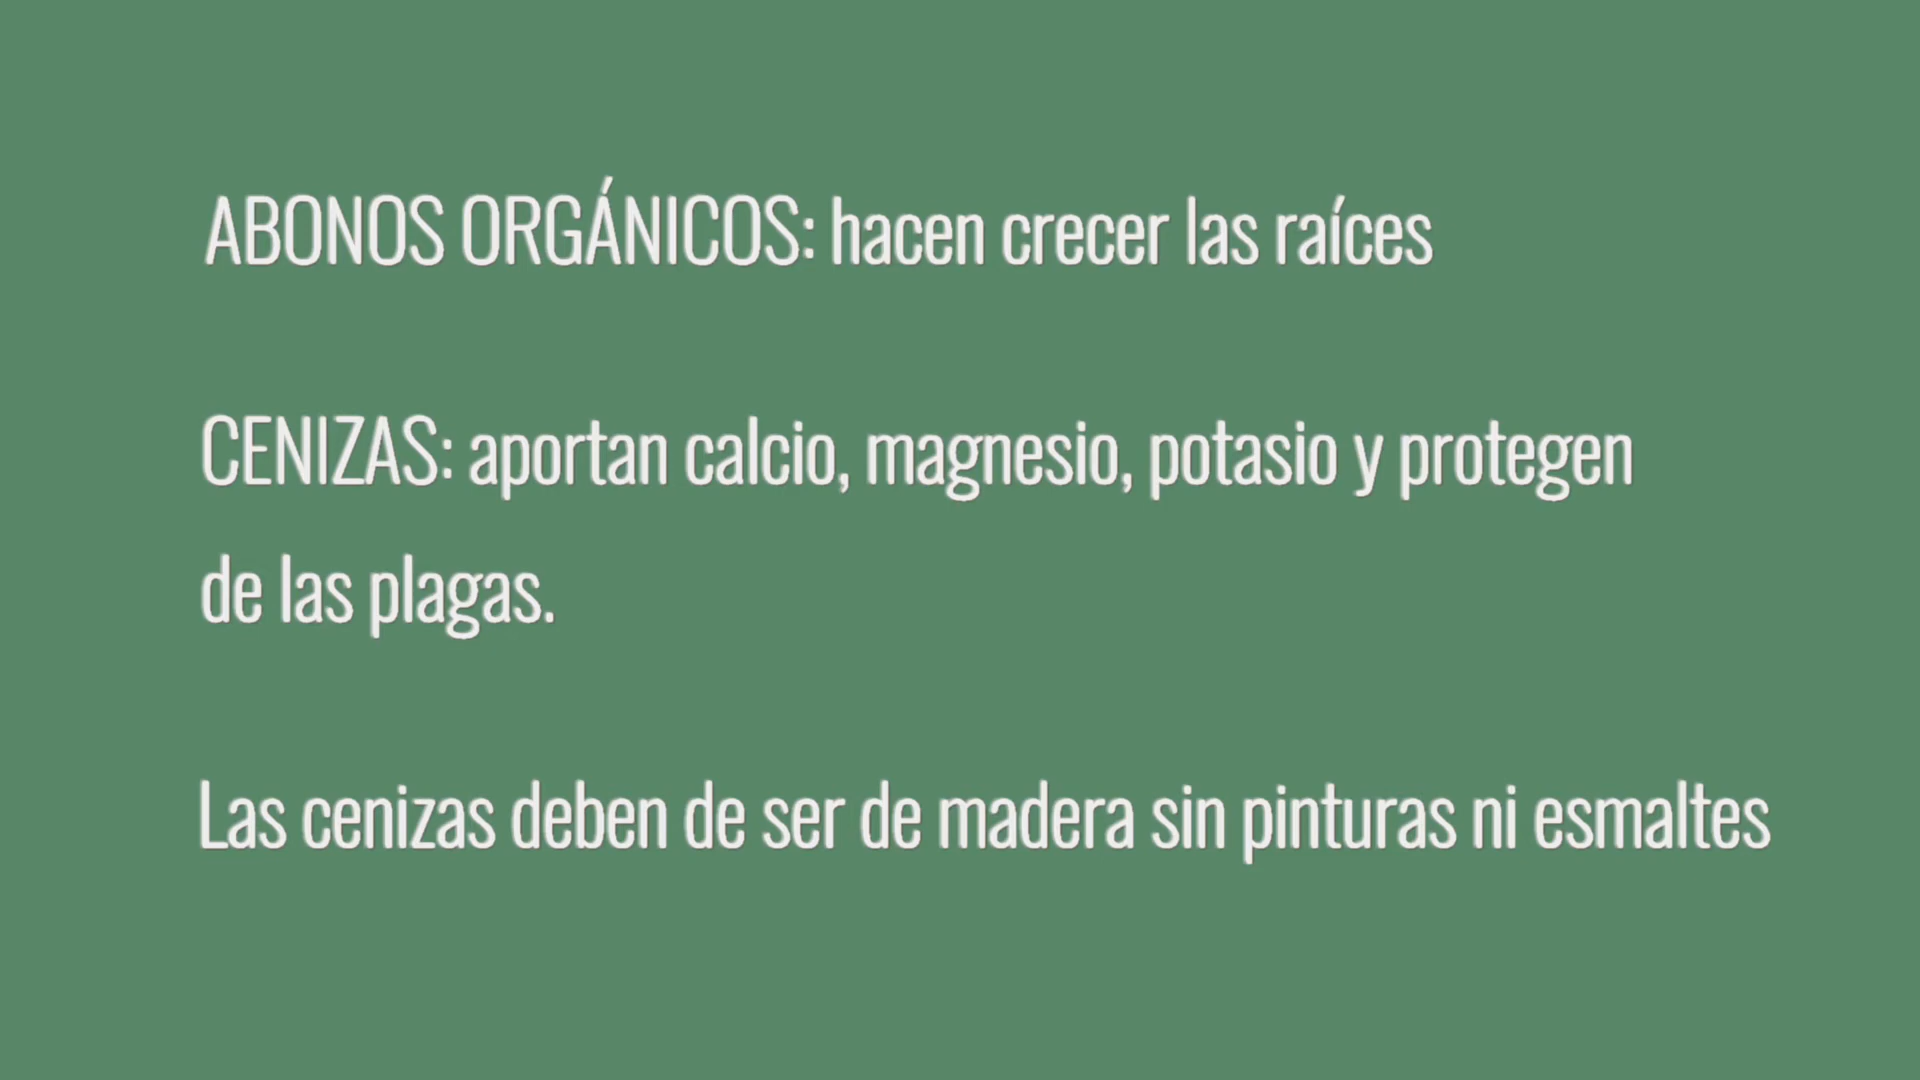 ABONOS ORGÁNICOS: hacen crecer las raíces
CENIZAS: aportan calcio, magnesio, potasio y protegen
de las plagas.
Las cenizas deben de ser de madera sin pinturas ni esmaltes